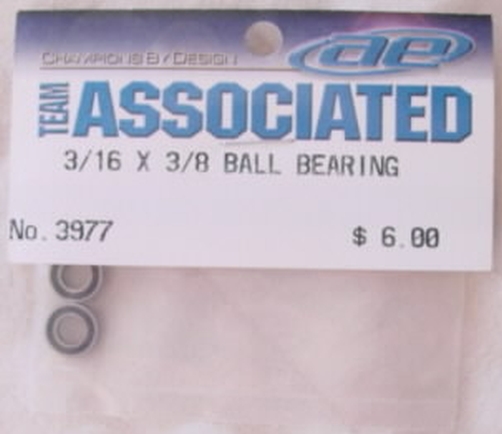 CHAMPIONS BY DESIGN
ae
TEAM ASSOCIATED
3/16 X 3/8 BALL BEARING
No. 3977
$ 6.00